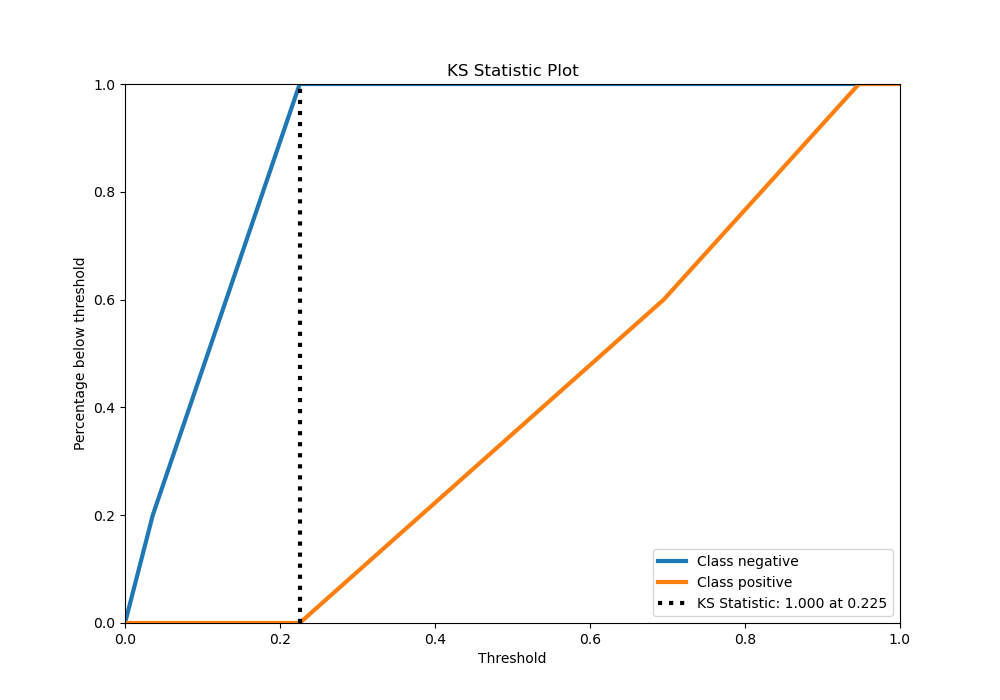 KS Statistic Plot
1.0
0.8
0.6
0.4
0.2
0.0
Percentage below threshold
0.0 0.2 0.4 0.6 0.8 1.0
Threshold
Class negative
Class positive
KS Statistic: 1.000 at 0.225